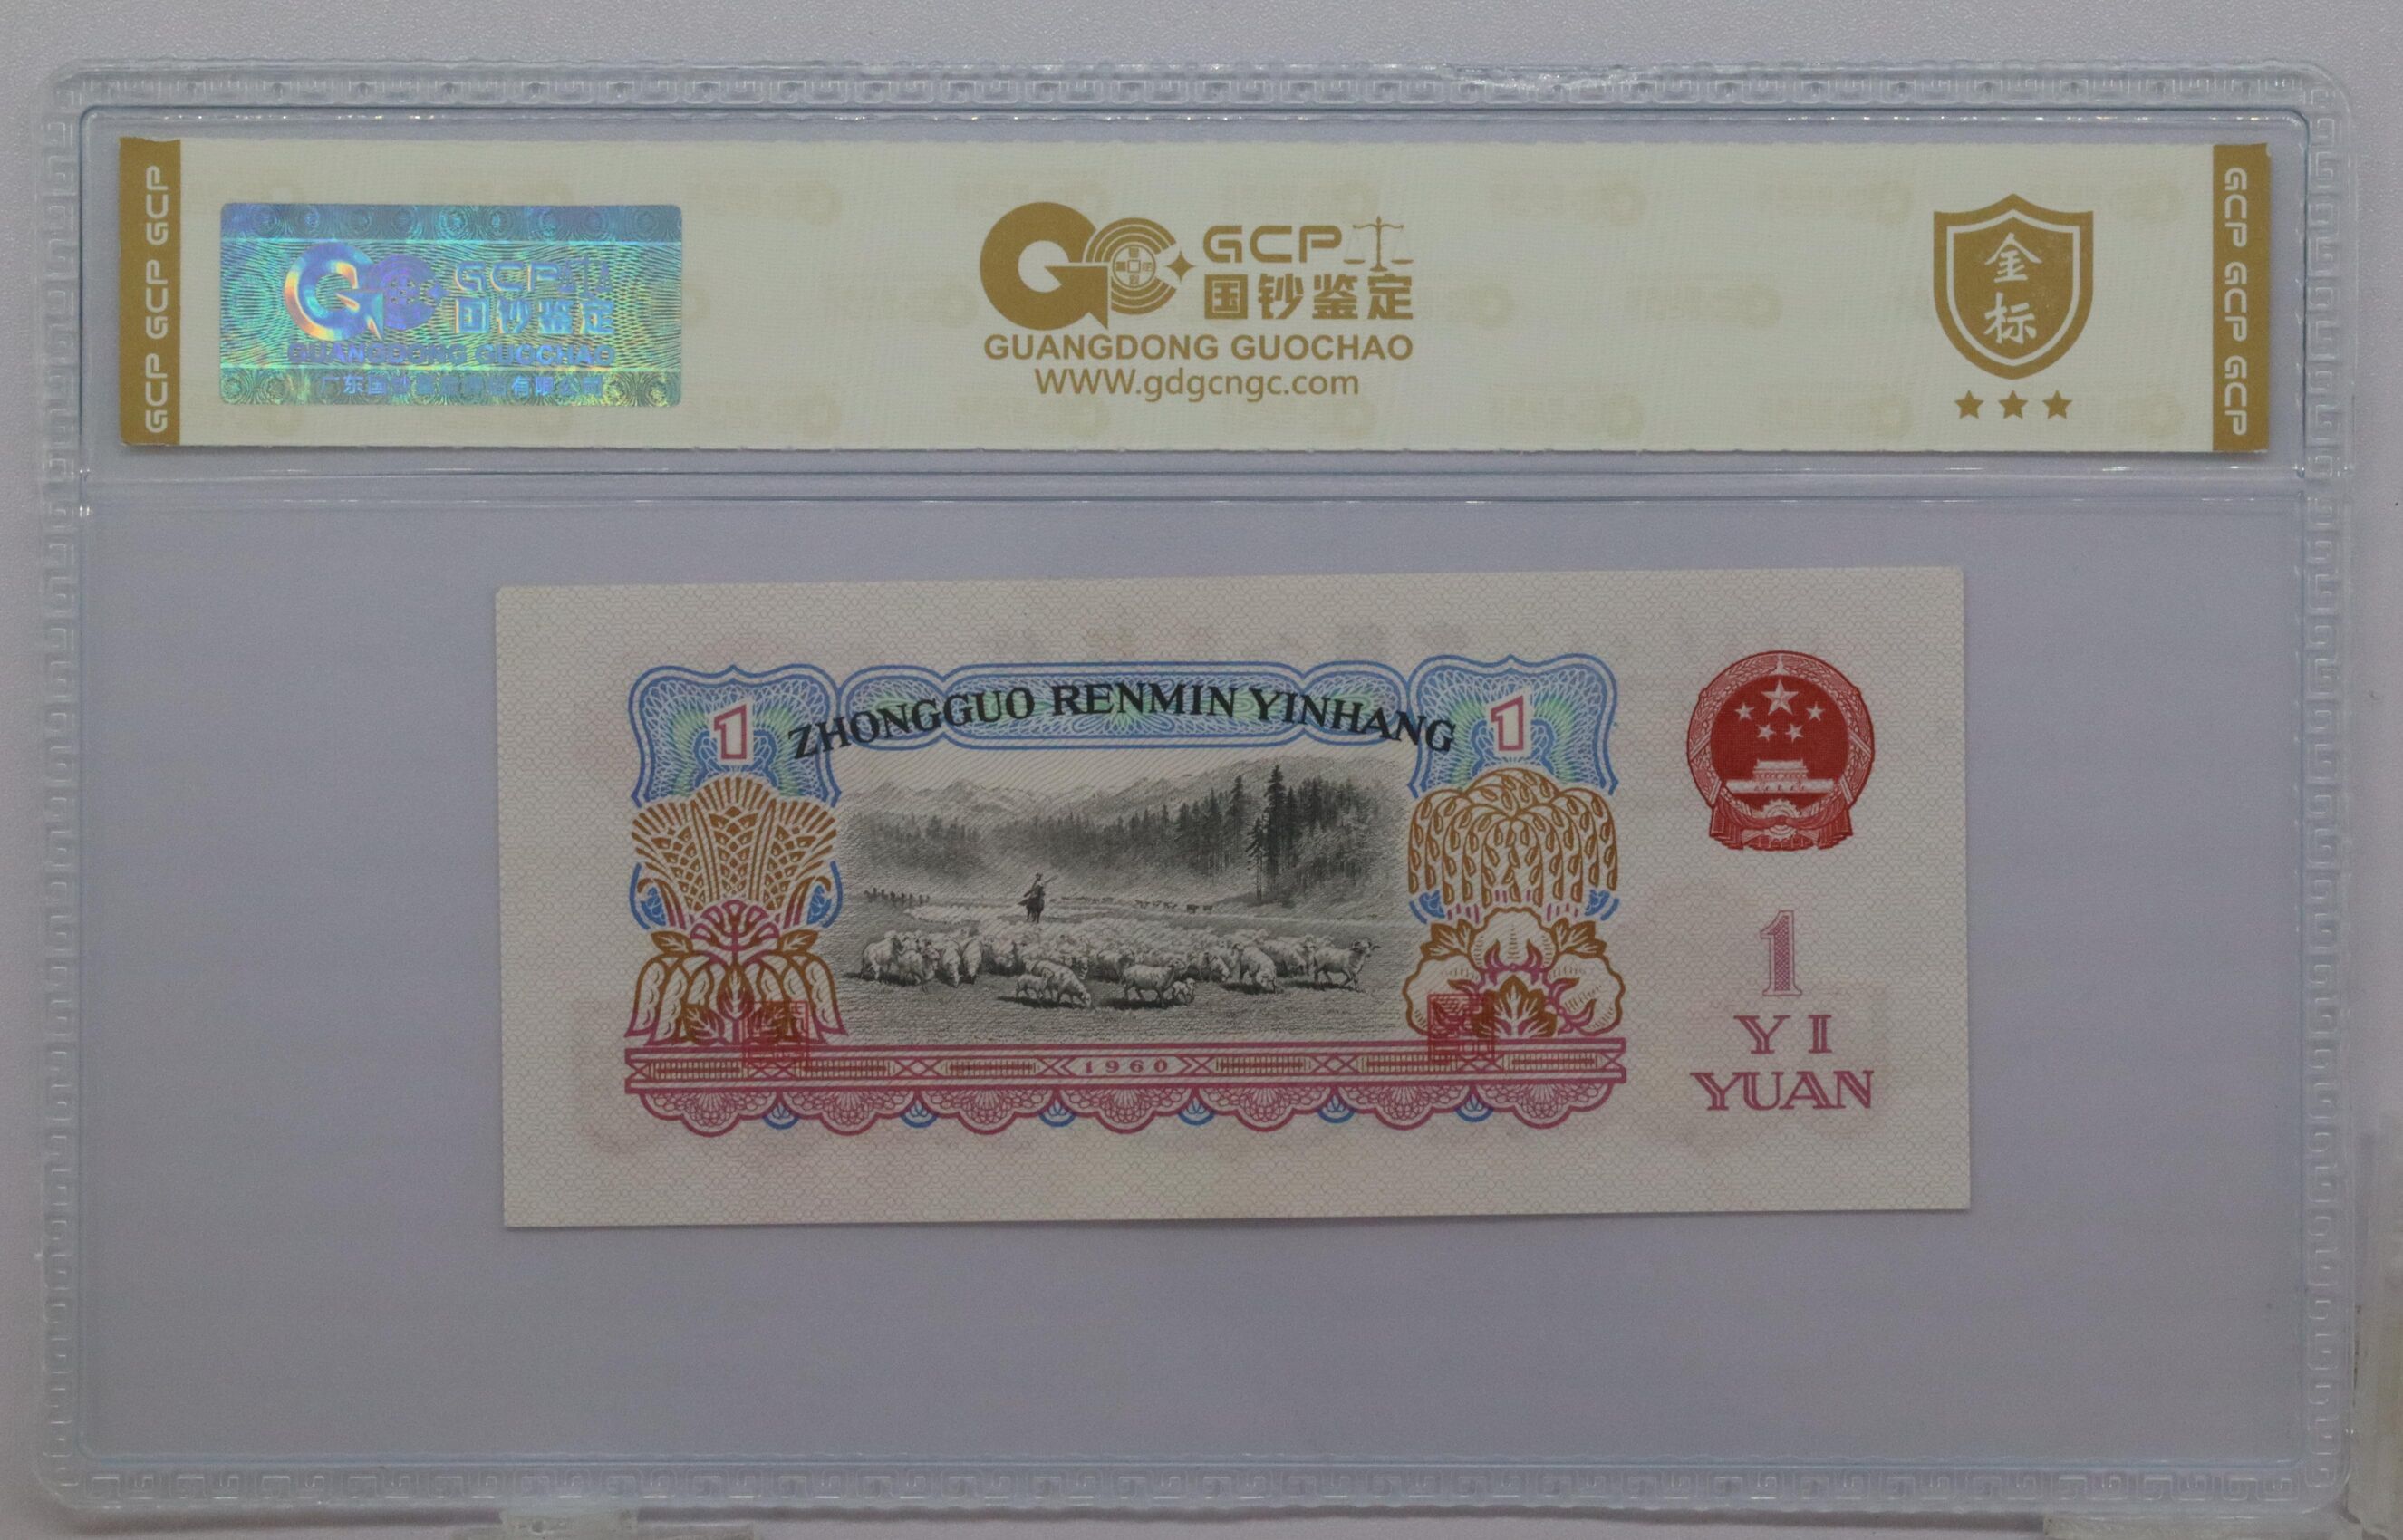 GCP GCP GCP
GCP
国钞鉴定
GUANGDONG GUOCHAO
GCP
国钞鉴定
GUANGDONG GUOCHAO
WWW.gdgcngc.com
金
标
GCP GCP GCP
1
ZHONGGUO RENMIN YINHANG
1
1960
1
YI
YUAN